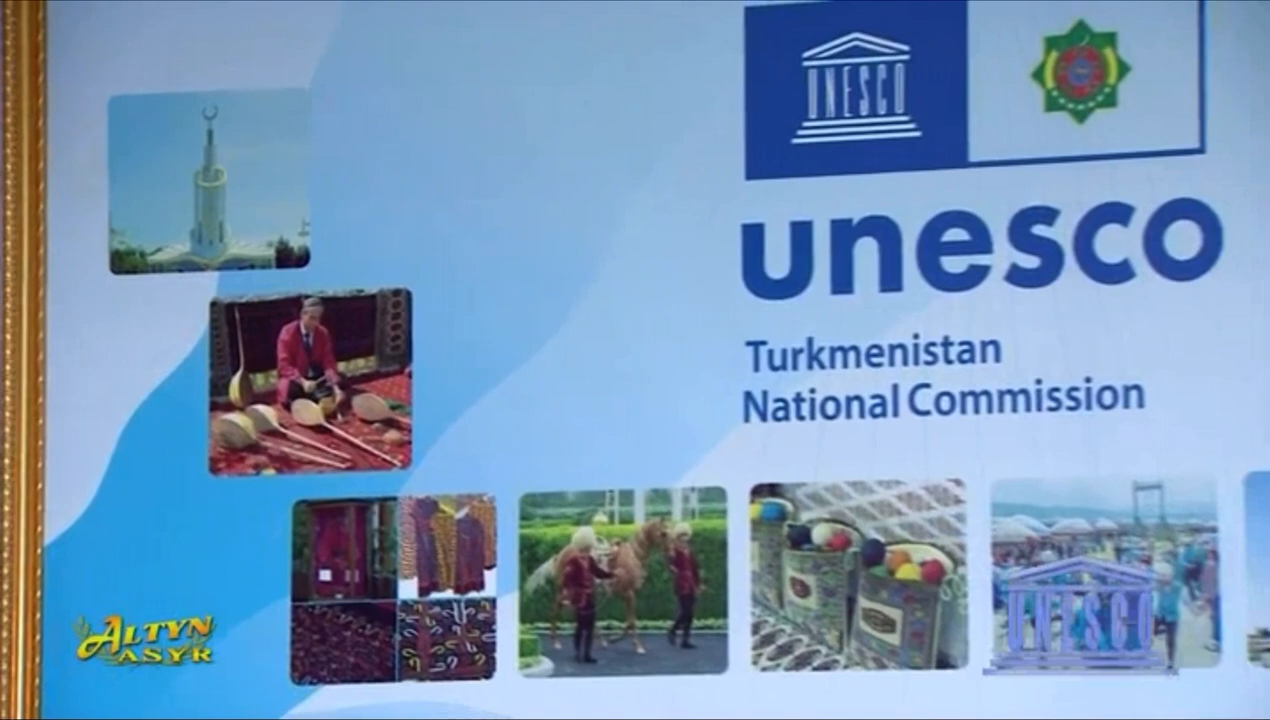 UNESCO
unesco
Turkmenistan
National Commission
ALTYN
ASYR
UNESCO